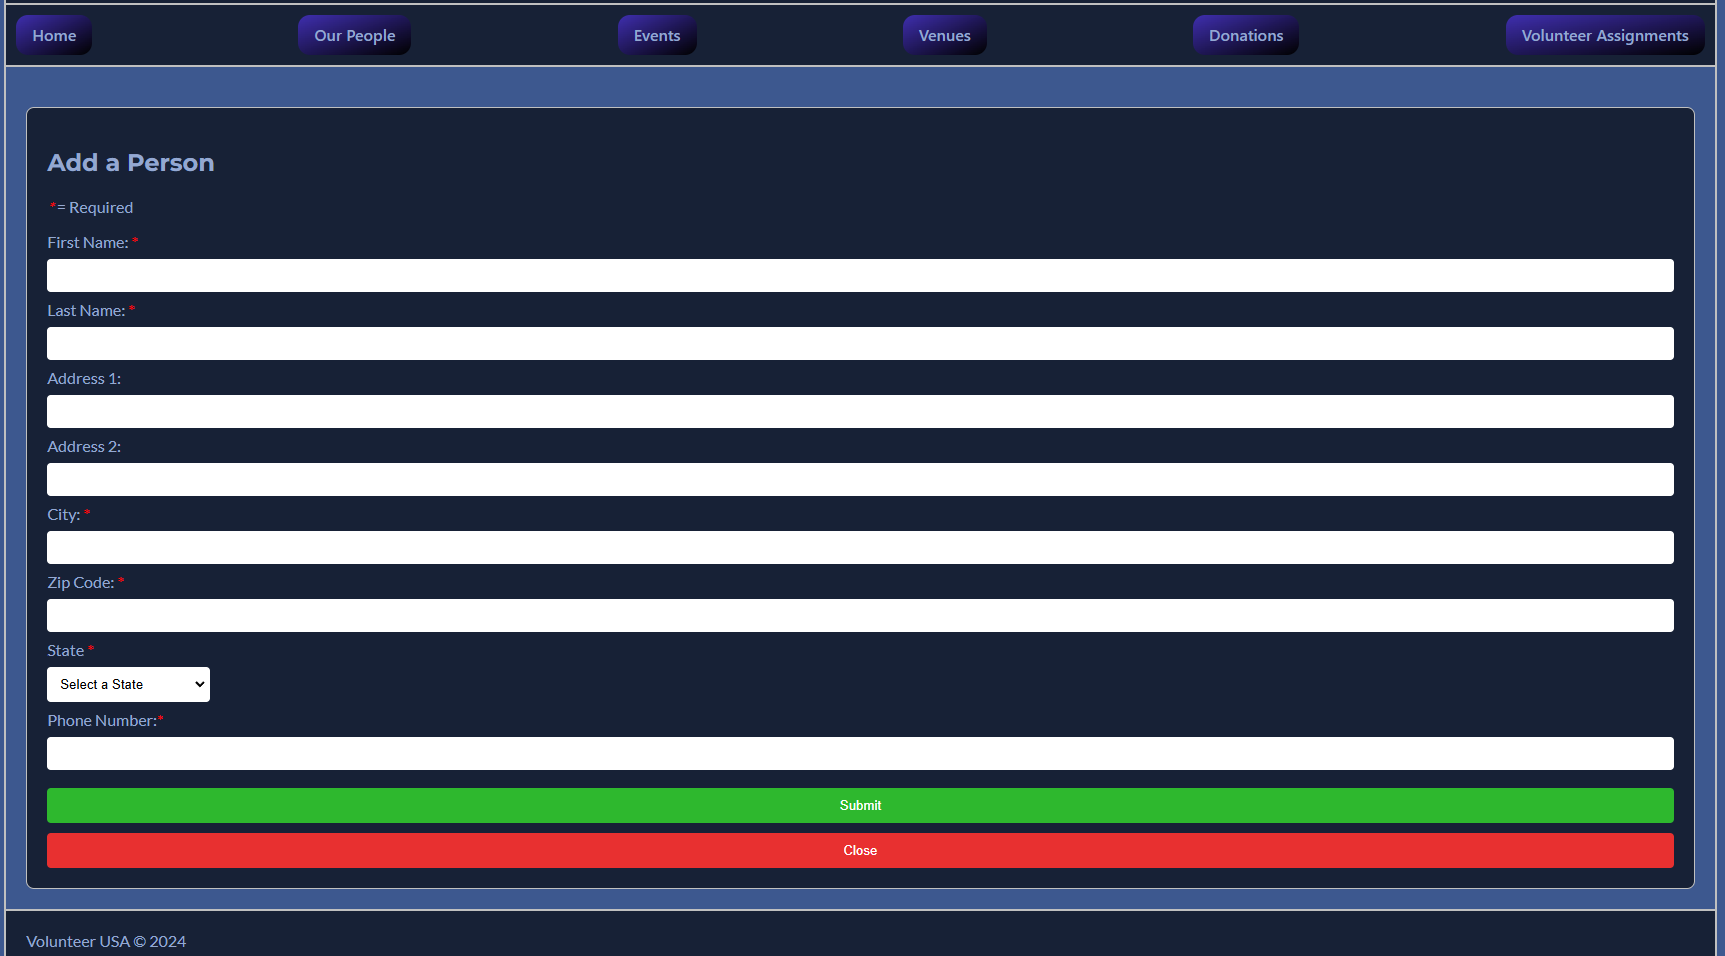 Home Our People Events Venues Donations Volunteer Assignments
Add a Person
*= Required
First Name: *
Last Name: *
Address 1:
Address 2:
City: *
Zip Code: *
State *
Select a State
Phone Number:*
Submit
Close
Volunteer USA © 2024